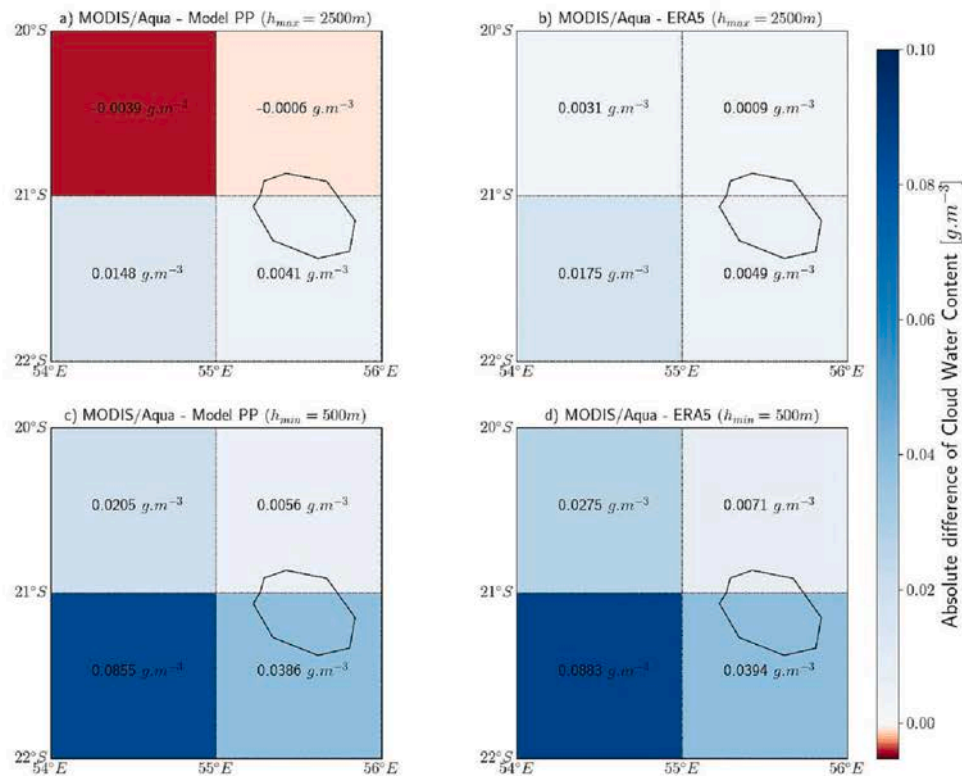 a) MODIS/Aqua - Model PP (h_max = 2500m)
b) MODIS/Aqua - ERA5 (h_max = 2500m)
20°S
20°S
-0.0039 g.m⁻³
-0.0006 g.m⁻³
0.0031 g.m⁻³
0.0009 g.m⁻³
21°S
21°S
0.0148 g.m⁻³
0.0041 g.m⁻³
0.0175 g.m⁻³
0.0049 g.m⁻³
22°S
22°S
54°E
55°E
56°E
54°E
55°E
56°E
c) MODIS/Aqua - Model PP (h_min = 500m)
d) MODIS/Aqua - ERA5 (h_min = 500m)
20°S
20°S
0.0205 g.m⁻³
0.0056 g.m⁻³
0.0275 g.m⁻³
0.0071 g.m⁻³
21°S
21°S
0.0855 g.m⁻³
0.0386 g.m⁻³
0.0883 g.m⁻³
0.0394 g.m⁻³
22°S
22°S
54°E
55°E
56°E
54°E
55°E
56°E
0.10
0.08
0.06
0.04
0.02
0.00
Absolute difference of Cloud Water Content [g.m⁻³]